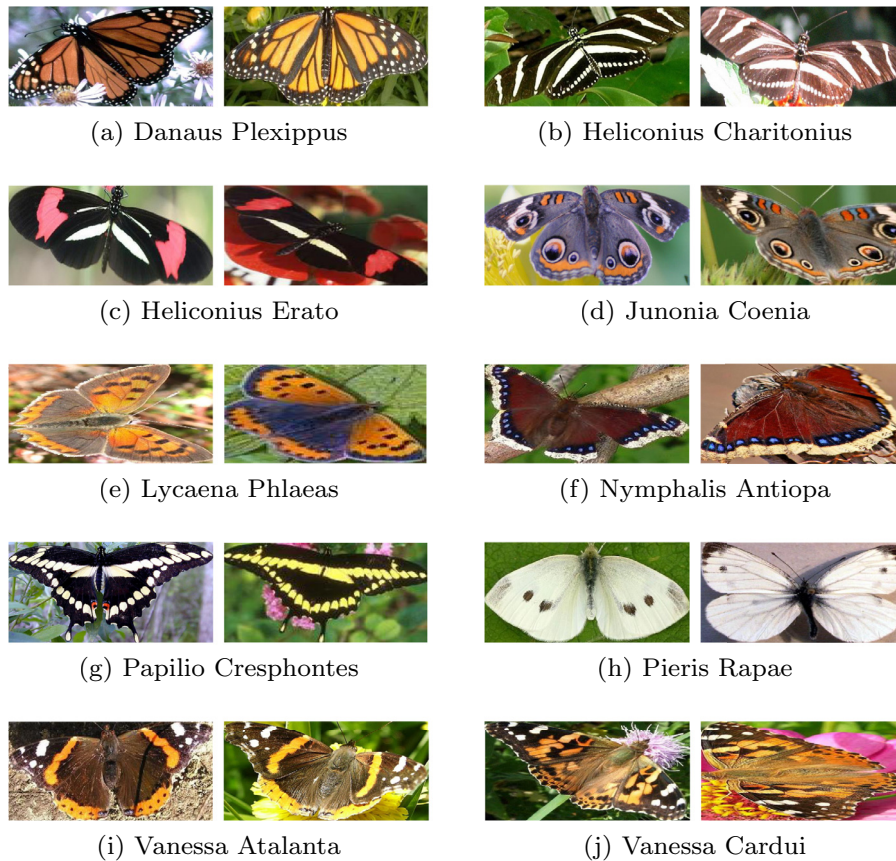 (a) Danaus Plexippus
(b) Heliconius Charitonius
(c) Heliconius Erato
(d) Junonia Coenia
(e) Lycaena Phlaeas
(f) Nymphalis Antiopa
(g) Papilio Cresphontes
(h) Pieris Rapae
(i) Vanessa Atalanta
(j) Vanessa Cardui